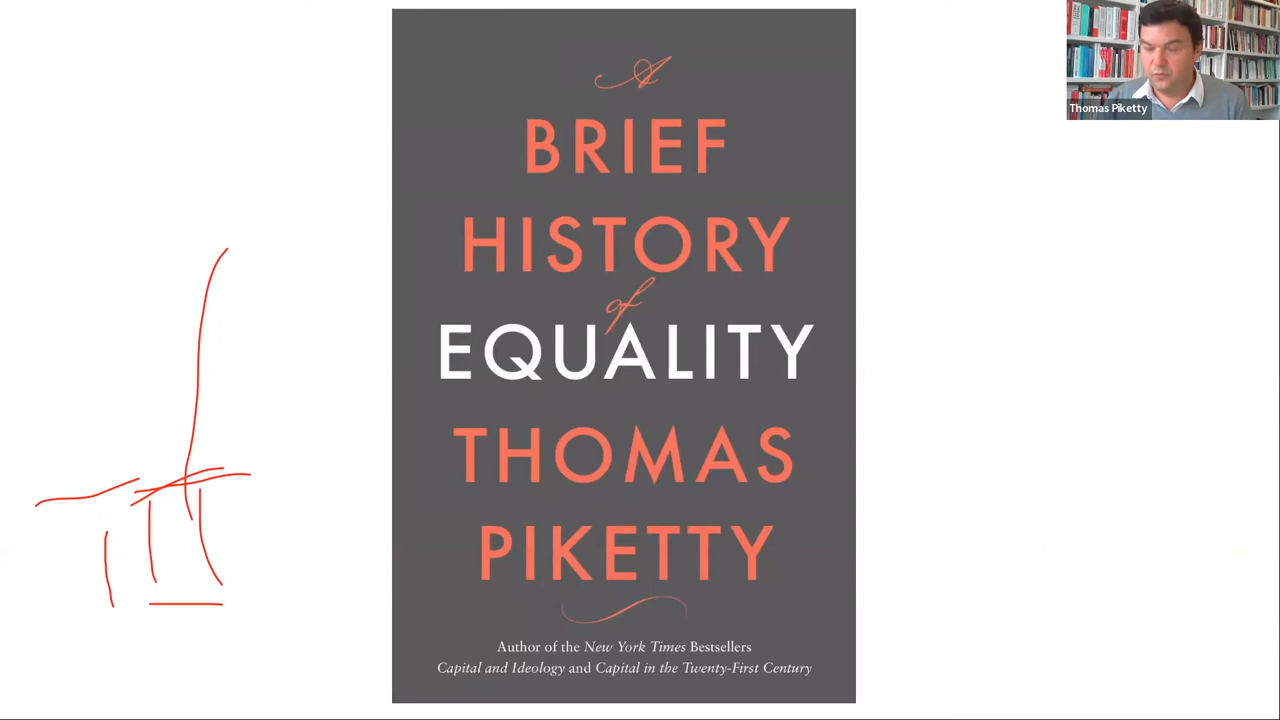 A
BRIEF
HISTORY
of
EQUALITY
THOMAS
PIKETTY
Author of the New York Times Bestsellers
Capital and Ideology and Capital in the Twenty-First Century
Thomas Piketty